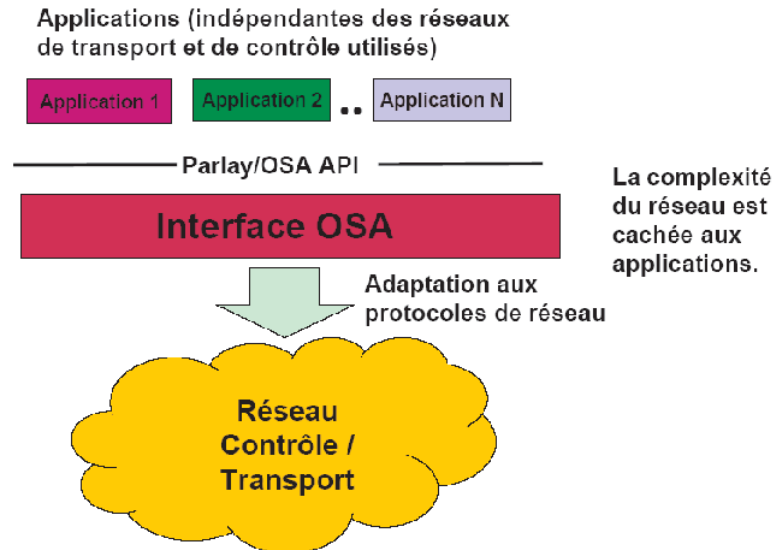 Applications (indépendantes des réseaux
de transport et de contrôle utilisés)
Application 1
Application 2
..
Application N
Parlay/OSA API
Interface OSA
La complexité
du réseau est
cachée aux
applications.
Adaptation aux
protocoles de réseau
Réseau
Contrôle /
Transport